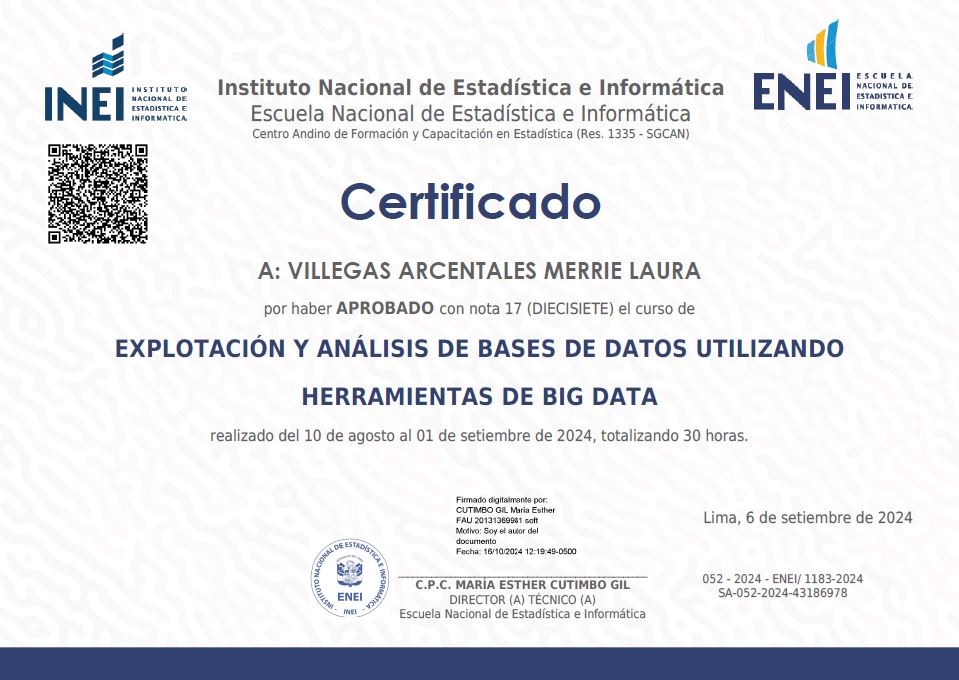 INEI
INSTITUTO
NACIONAL DE
ESTADÍSTICA E
INFORMÁTICA
Instituto Nacional de Estadística e Informática
Escuela Nacional de Estadística e Informática
Centro Andino de Formación y Capacitación en Estadística (Res. 1335 - SGCAN)
ENEI
ESCUELA
NACIONAL DE
ESTADÍSTICA E
INFORMÁTICA
Certificado
A: VILLEGAS ARCENTALES MERRIE LAURA
por haber APROBADO con nota 17 (DIECISIETE) el curso de
EXPLOTACIÓN Y ANÁLISIS DE BASES DE DATOS UTILIZANDO
HERRAMIENTAS DE BIG DATA
realizado del 10 de agosto al 01 de setiembre de 2024, totalizando 30 horas.
Firmado digitalmente por:
CUTIMBO GIL Maria Esther
FAU 20131369981 soft
Motivo: Soy el autor del
documento
Fecha: 16/10/2024 12:19:49-0500
Lima, 6 de setiembre de 2024
INSTITUTO NACIONAL DE ESTADÍSTICA E INFORMÁTICA
ENEI
- INEI -
C.P.C. MARÍA ESTHER CUTIMBO GIL
DIRECTOR (A) TÉCNICO (A)
Escuela Nacional de Estadística e Informática
052 - 2024 - ENEI/ 1183-2024
SA-052-2024-43186978